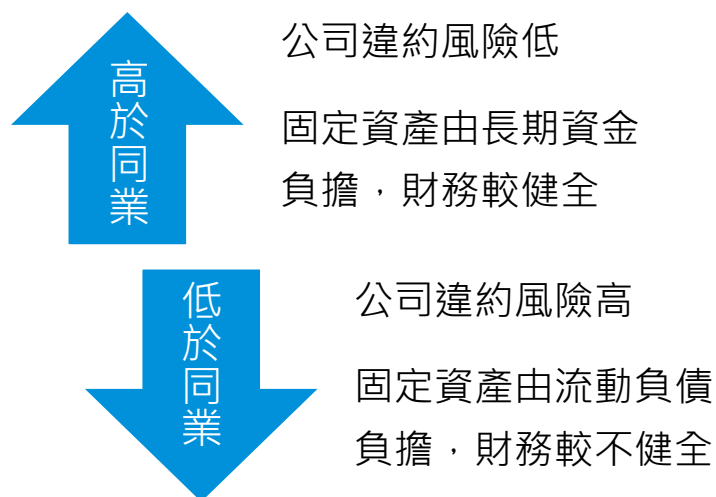 高於同業
公司違約風險低
固定資產由長期資金
負擔，財務較健全
低於同業
公司違約風險高
固定資產由流動負債
負擔，財務較不健全